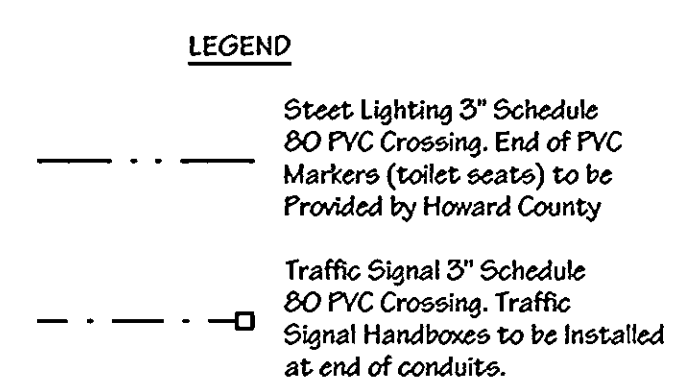 LEGEND
Steet Lighting 3" Schedule
80 PVC Crossing. End of PVC
Markers (toilet seats) to be
Provided by Howard County
Traffic Signal 3" Schedule
80 PVC Crossing. Traffic
Signal Handboxes to be Installed
at end of conduits.